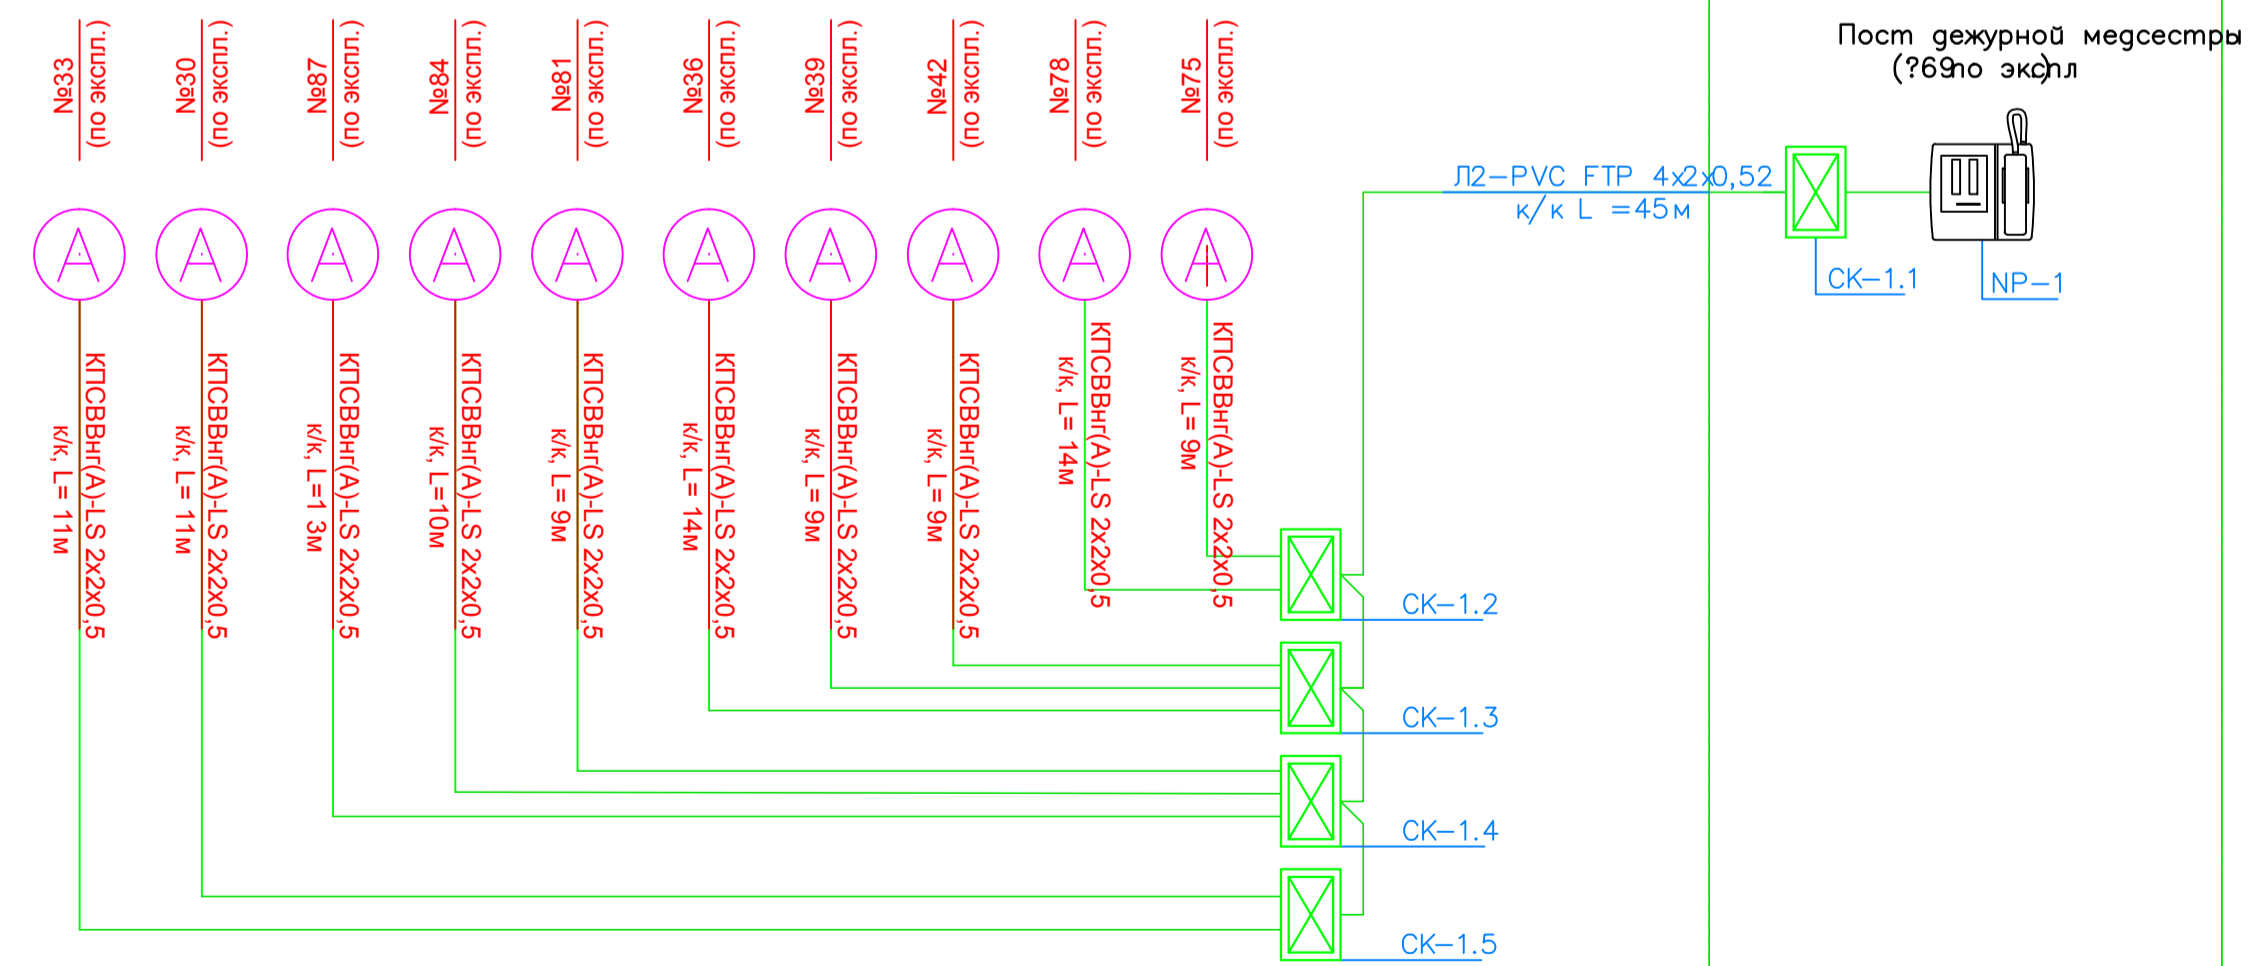 №33
(по экспл.)
№30
(по экспл.)
№87
(по экспл.)
№84
(по экспл.)
№81
(по экспл.)
№36
(по экспл.)
№39
(по экспл.)
№42
(по экспл.)
№78
(по экспл.)
№75
(по экспл.)
Пост дежурной медсестры
(?69по экспл)
А
А
А
А
А
А
А
А
А
А
Л2-PVC FTP 4х2х0,52
к/к L =45м
СК-1.1
NP-1
КПСВВнг(А)-LS 2х2х0,5
к/к, L= 11м
КПСВВнг(А)-LS 2х2х0,5
к/к, L= 11м
КПСВВнг(А)-LS 2х2х0,5
к/к, L=1 3м
КПСВВнг(А)-LS 2х2х0,5
к/к, L=10м
КПСВВнг(А)-LS 2х2х0,5
к/к, L= 9м
КПСВВнг(А)-LS 2х2х0,5
к/к, L= 14м
КПСВВнг(А)-LS 2х2х0,5
к/к, L= 9м
КПСВВнг(А)-LS 2х2х0,5
к/к, L= 9м
КПСВВнг(А)-LS 2х2х0,5
к/к, L= 14м
КПСВВнг(А)-LS 2х2х0,5
к/к, L= 9м
СК-1.2
СК-1.3
СК-1.4
СК-1.5